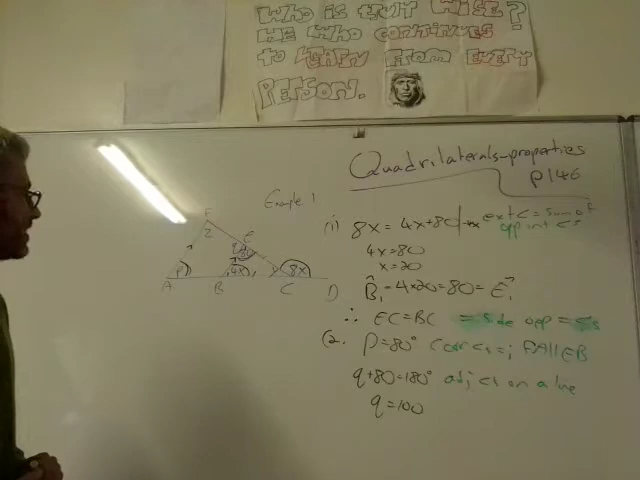 WHO IS TRULY WISE?
HE WHO CONTINUES
TO LEARN FROM EVERY
PERSON.
Quadrilaterals-properties
p146
Example 1
F
2
E
80
P
4x
y
8x
A B C D
(1) 8x = 4x+80 ext < = sum of
opp int <s
4x=80
x=20
B̂₁ = 4×20=80= Ê₁
∴ EC=BC = side opp = <s
(2. P=80° Corr <s =; FA//EB
q+80=180° adj <s on a line
q=100